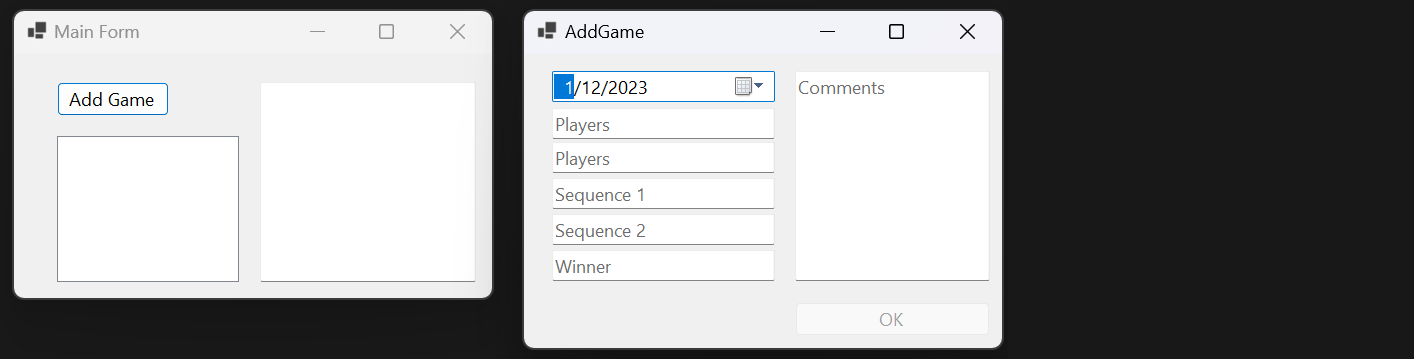 Main Form
Add Game
AddGame
1/12/2023
Players
Players
Sequence 1
Sequence 2
Winner
Comments
OK